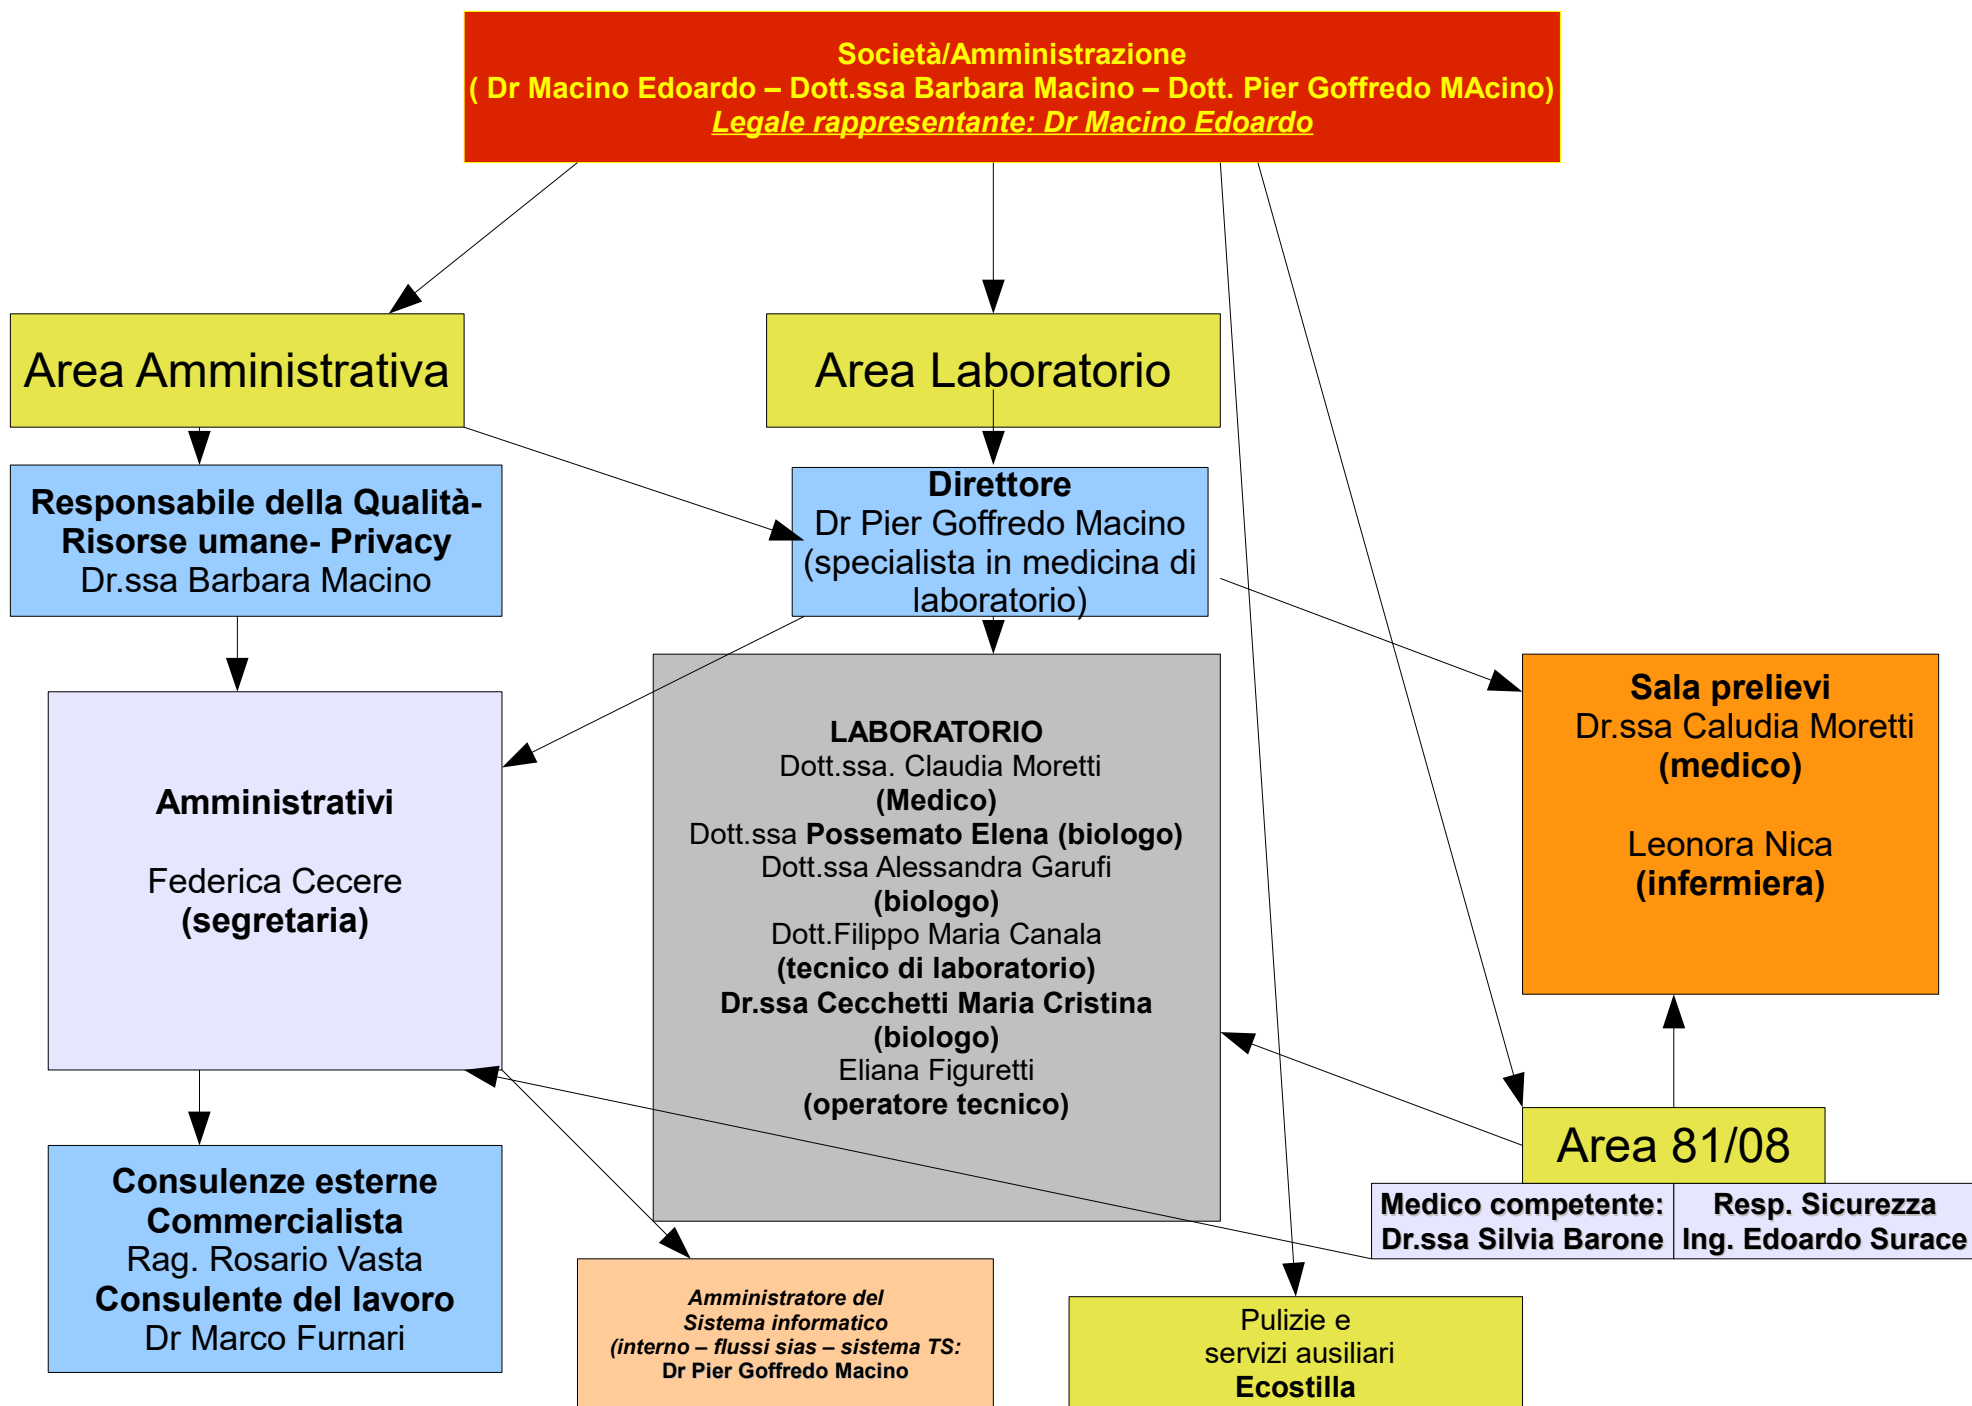 Società/Amministrazione
( Dr Macino Edoardo – Dott.ssa Barbara Macino – Dott. Pier Goffredo MAcino)
Legale rappresentante: Dr Macino Edoardo
Area Amministrativa
Area Laboratorio
Responsabile della Qualità-
Risorse umane- Privacy
Dr.ssa Barbara Macino
Direttore
Dr Pier Goffredo Macino
(specialista in medicina di
laboratorio)
Amministrativi
Federica Cecere
(segretaria)
LABORATORIO
Dott.ssa. Claudia Moretti
(Medico)
Dott.ssa Possemato Elena (biologo)
Dott.ssa Alessandra Garufi
(biologo)
Dott.Filippo Maria Canala
(tecnico di laboratorio)
Dr.ssa Cecchetti Maria Cristina
(biologo)
Eliana Figuretti
(operatore tecnico)
Sala prelievi
Dr.ssa Caludia Moretti
(medico)
Leonora Nica
(infermiera)
Area 81/08
Medico competente:
Dr.ssa Silvia Barone
Resp. Sicurezza
Ing. Edoardo Surace
Consulenze esterne
Commercialista
Rag. Rosario Vasta
Consulente del lavoro
Dr Marco Furnari
Amministratore del
Sistema informatico
(interno – flussi sias – sistema TS:
Dr Pier Goffredo Macino
Pulizie e
servizi ausiliari
Ecostilla